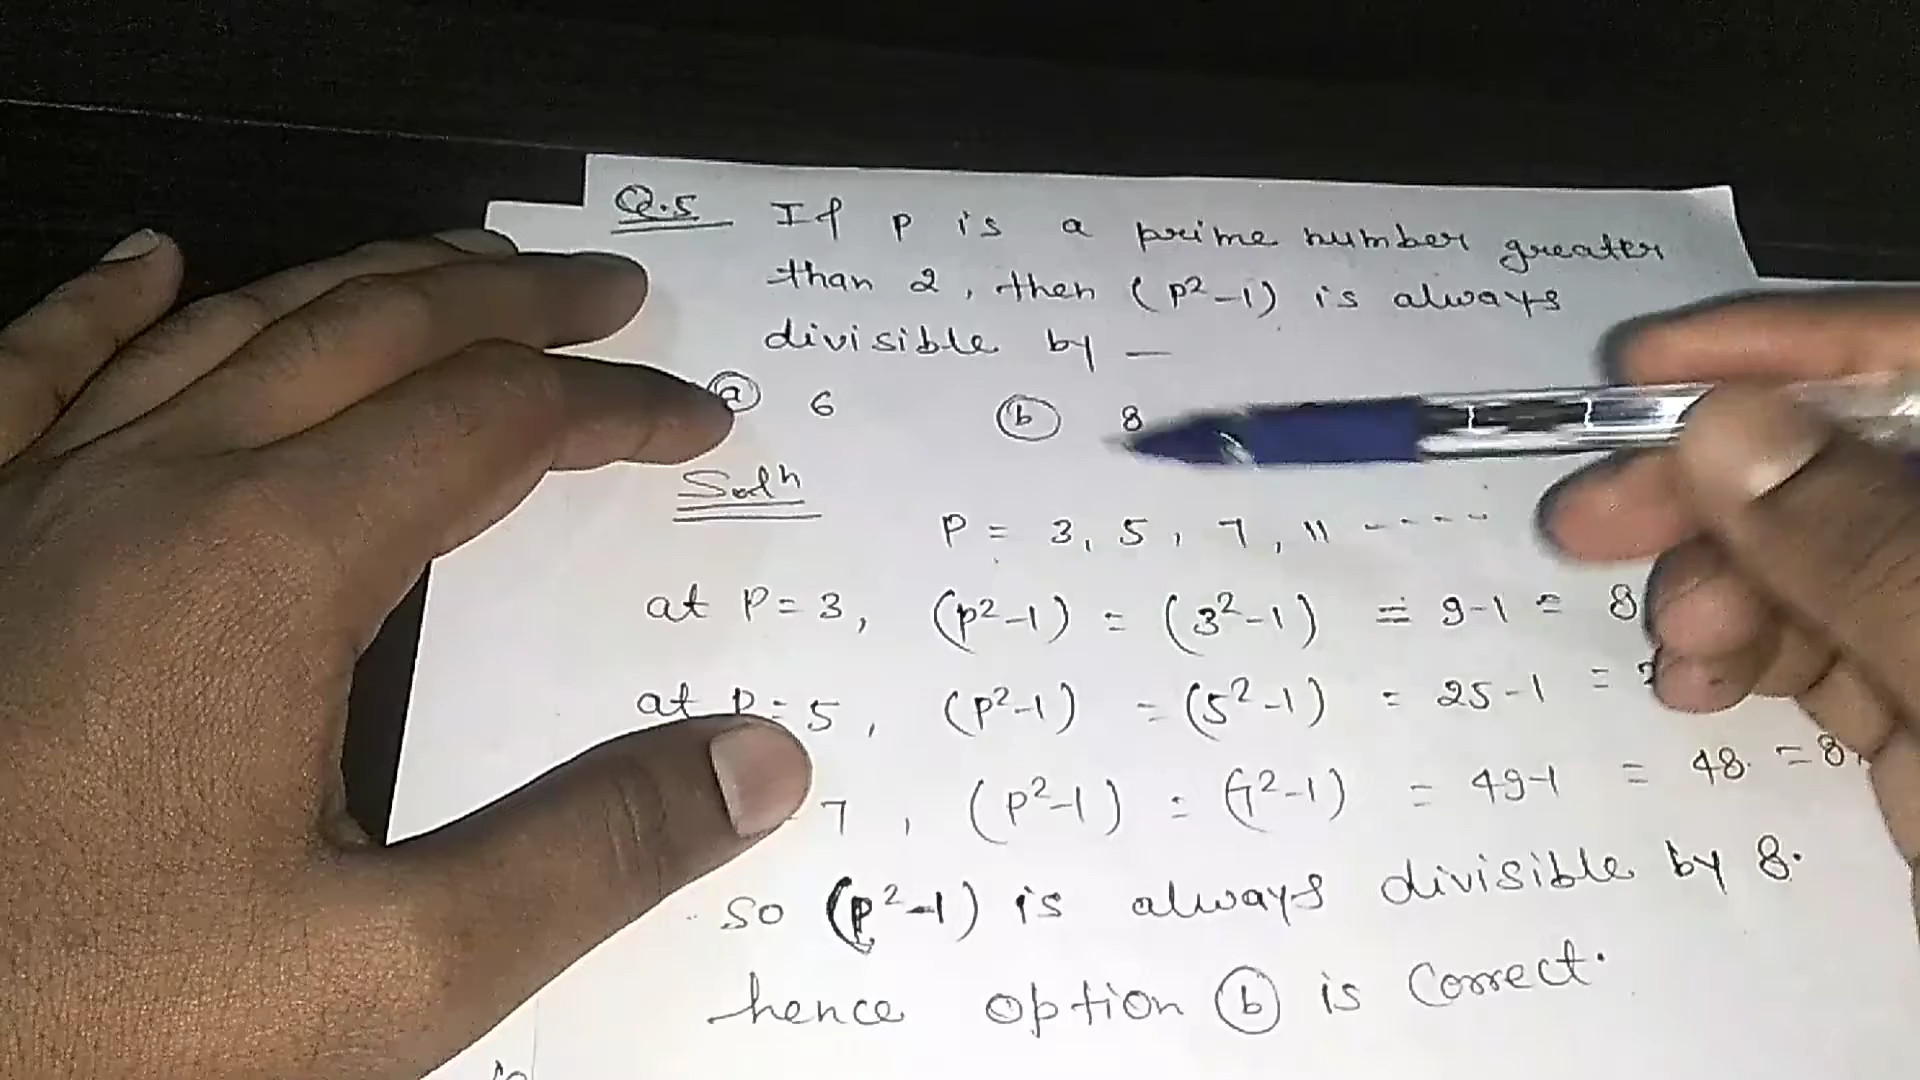 Q.5 If P is a prime number greater
than 2, then (p²-1) is always
divisible by —
(a) 6 (b) 8
Solh
P = 3, 5, 7, 11 -----
at P = 3, (p²-1) = (3²-1) = 9-1 = 8
at P = 5, (p²-1) = (5²-1) = 25-1 =
7, (p²-1) = (7²-1) = 49-1 = 48 = 8
so (p²-1) is always divisible by 8.
hence option (b) is correct.